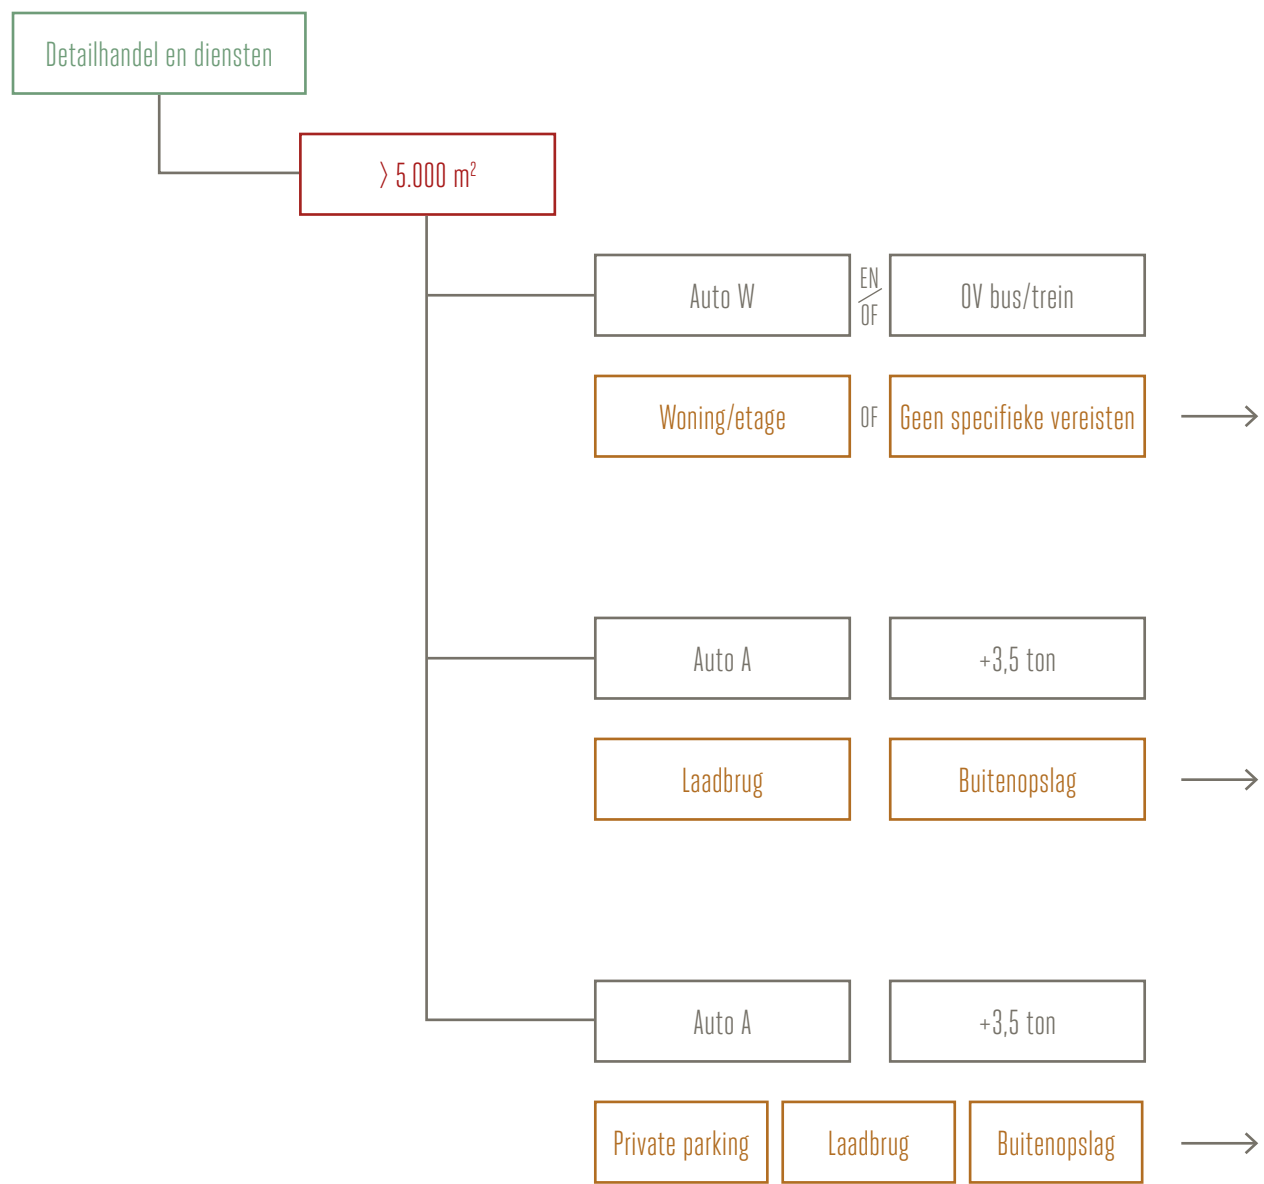 Detailhandel en diensten
> 5.000 m²
Auto W
EN/OF
OV bus/trein
Woning/etage
OF
Geen specifieke vereisten
Auto A
+3,5 ton
Laadbrug
Buitenopslag
Auto A
+3,5 ton
Private parking
Laadbrug
Buitenopslag